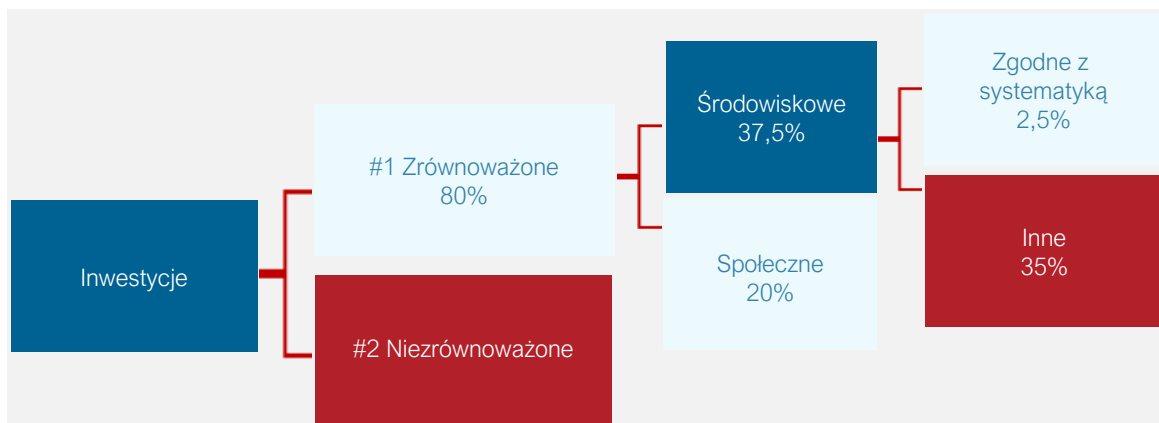 Inwestycje
#1 Zrównoważone
80%
#2 Niezrównoważone
Środowiskowe
37,5%
Społeczne
20%
Zgodne z
systematyką
2,5%
Inne
35%